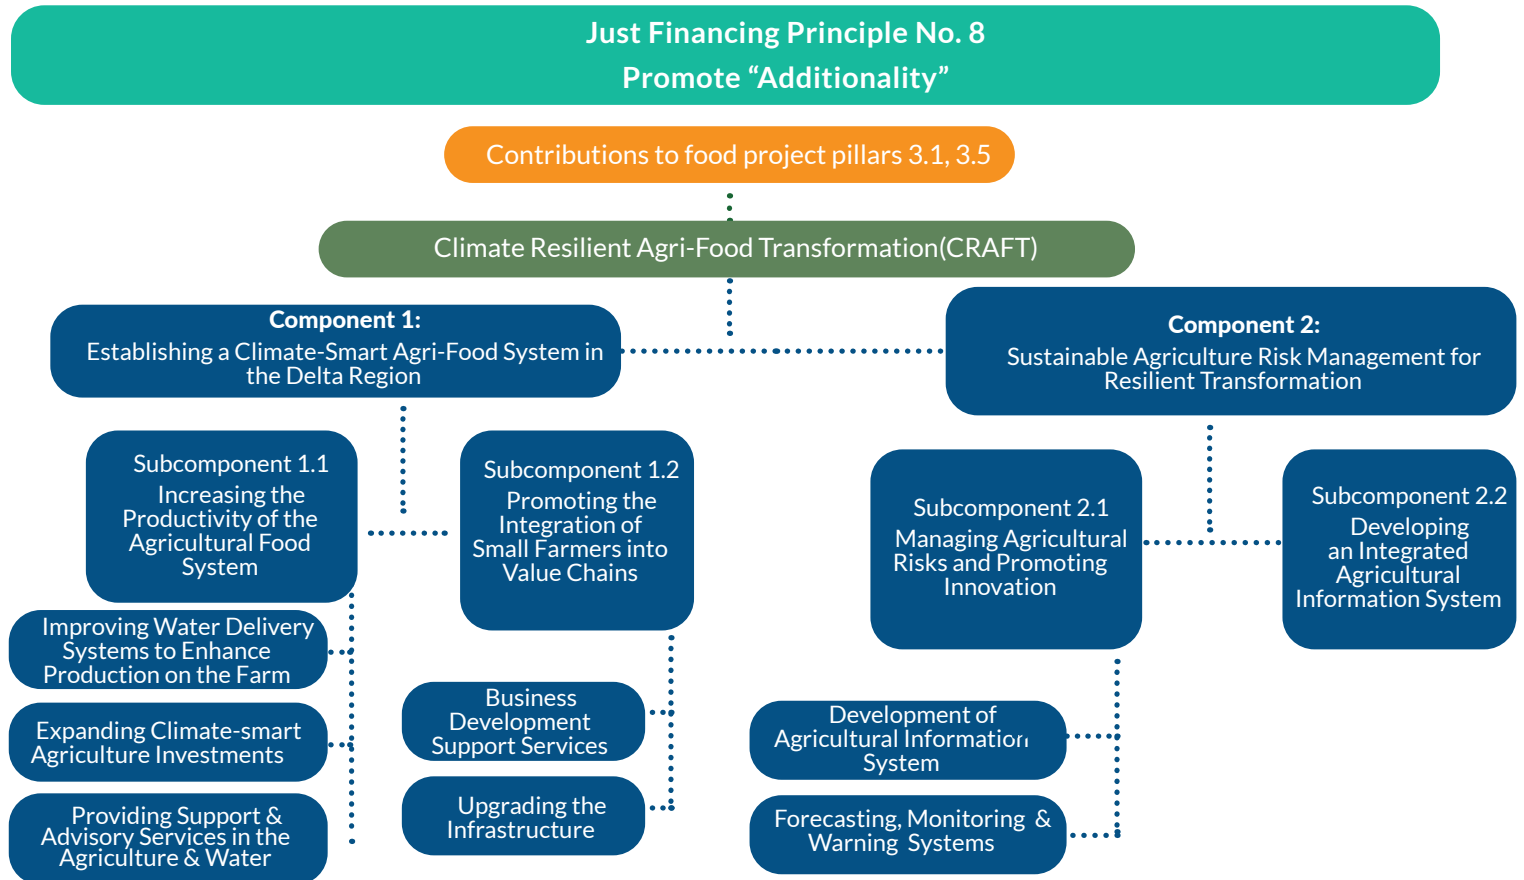 Just Financing Principle No. 8
Promote “Additionality”
Contributions to food project pillars 3.1, 3.5
Climate Resilient Agri-Food Transformation(CRAFT)
Component 1:
Establishing a Climate-Smart Agri-Food System in
the Delta Region
Component 2:
Sustainable Agriculture Risk Management for
Resilient Transformation
Subcomponent 1.1
Increasing the
Productivity of the
Agricultural Food
System
Subcomponent 1.2
Promoting the
Integration of
Small Farmers into
Value Chains
Subcomponent 2.1
Managing Agricultural
Risks and Promoting
Innovation
Subcomponent 2.2
Developing
an Integrated
Agricultural
Information System
Improving Water Delivery
Systems to Enhance
Production on the Farm
Expanding Climate-smart
Agriculture Investments
Providing Support &
Advisory Services in the
Agriculture & Water
Business
Development
Support Services
Upgrading the
Infrastructure
Development of
Agricultural Information
System
Forecasting, Monitoring &
Warning Systems